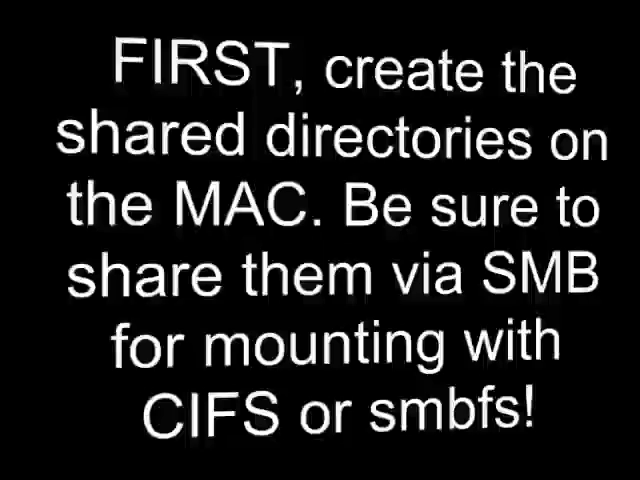 FIRST, create the
shared directories on
the MAC. Be sure to
share them via SMB
for mounting with
CIFS or smbfs!